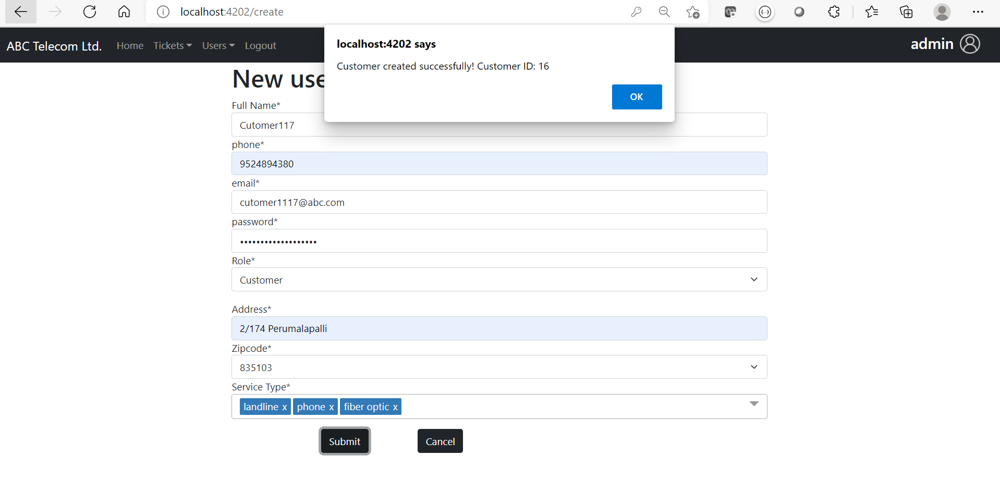 localhost:4202/create
ABC Telecom Ltd. Home Tickets Users Logout admin
localhost:4202 says
Customer created successfully! Customer ID: 16
OK
New use
Full Name*
Cutomer117
phone*
9524894380
email*
cutomer1117@abc.com
password*
•••••••••••••••••••
Role*
Customer
Address*
2/174 Perumalapalli
Zipcode*
835103
Service Type*
landline x phone x fiber optic x
Submit Cancel